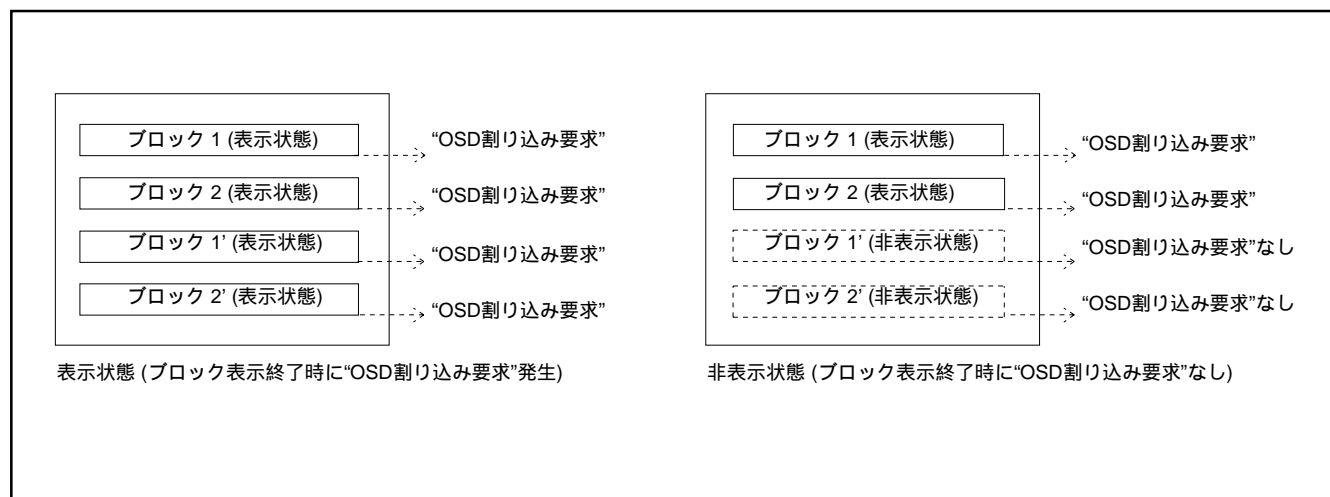 ブロック 1 (表示状態)
“OSD割り込み要求”
ブロック 2 (表示状態)
“OSD割り込み要求”
ブロック 1’ (表示状態)
“OSD割り込み要求”
ブロック 2’ (表示状態)
“OSD割り込み要求”
表示状態 (ブロック表示終了時に“OSD割り込み要求”発生)
ブロック 1 (表示状態)
“OSD割り込み要求”
ブロック 2 (表示状態)
“OSD割り込み要求”
ブロック 1’ (非表示状態)
“OSD割り込み要求”なし
ブロック 2’ (非表示状態)
“OSD割り込み要求”なし
非表示状態 (ブロック表示終了時に“OSD割り込み要求”なし)